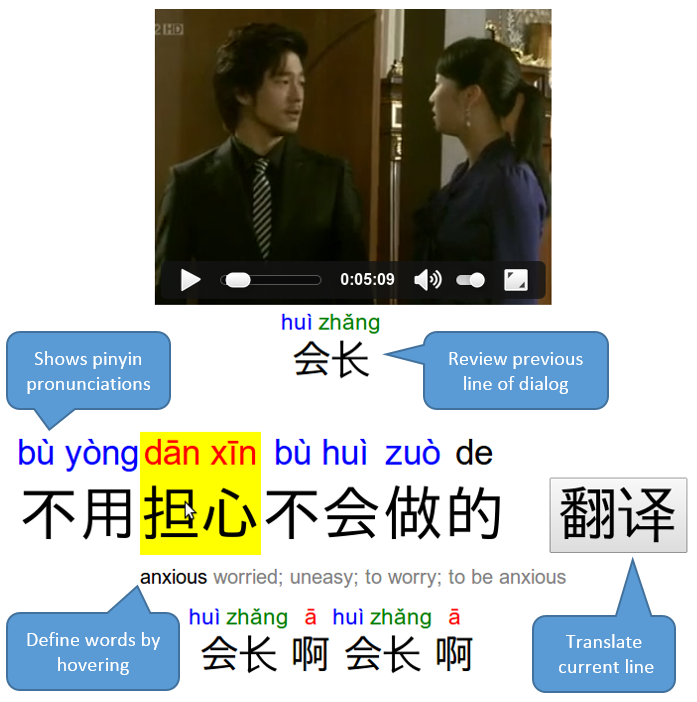 2 HD
0:05:09
huì zhǎng
会长
Shows pinyin
pronunciations
Review previous
line of dialog
bù yòng dān xīn bù huì zuò de
不用担心不会做的
翻译
anxious worried; uneasy; to worry; to be anxious
Define words by
hovering
huì zhǎng ā huì zhǎng ā
会长 啊 会长 啊
Translate
current line